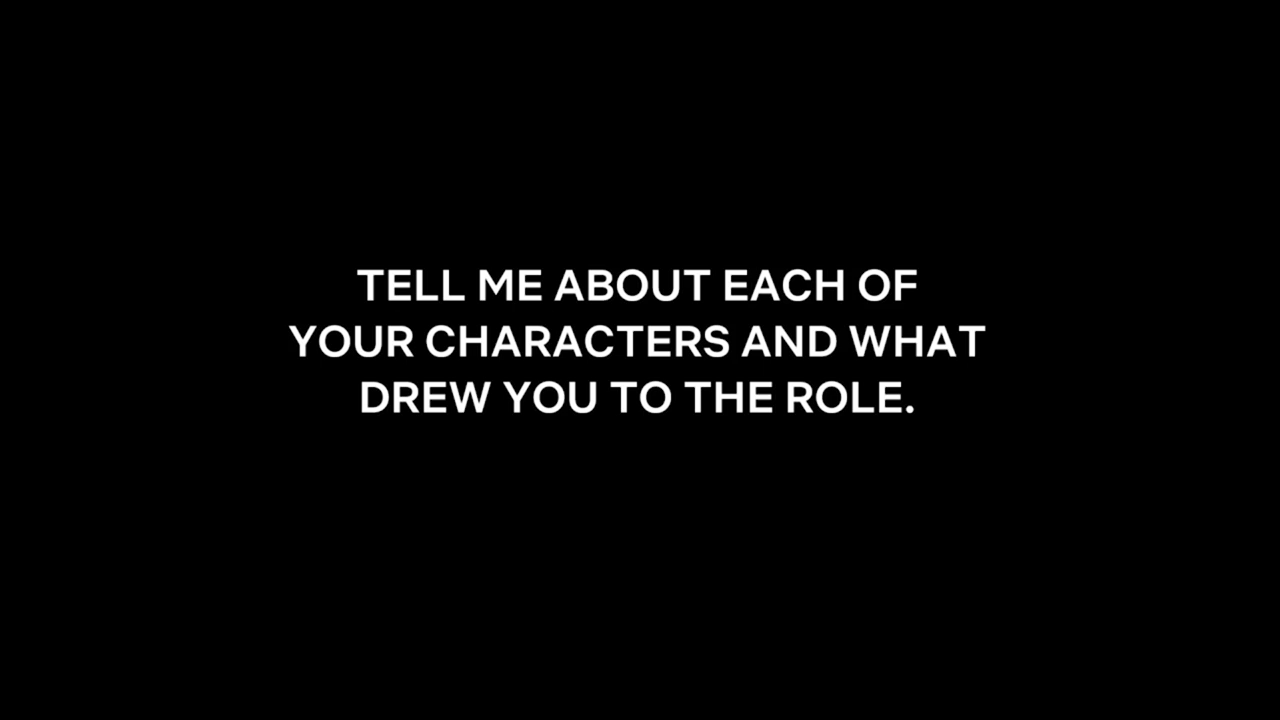 TELL ME ABOUT EACH OF
YOUR CHARACTERS AND WHAT
DREW YOU TO THE ROLE.